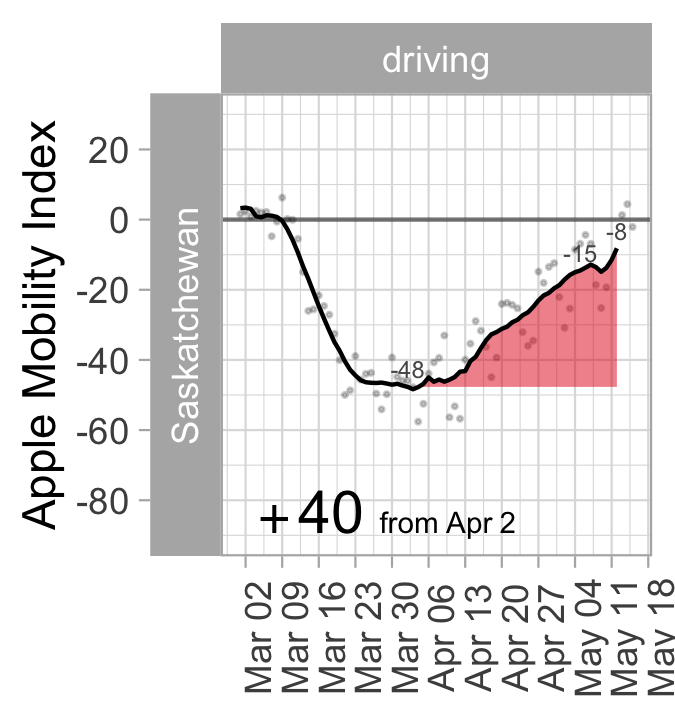 driving
Apple Mobility Index
Saskatchewan
20
0
-20
-40
-60
-80
-48
-15
-8
+40 from Apr 2
Mar 02
Mar 09
Mar 16
Mar 23
Mar 30
Apr 06
Apr 13
Apr 20
Apr 27
May 04
May 11
May 18